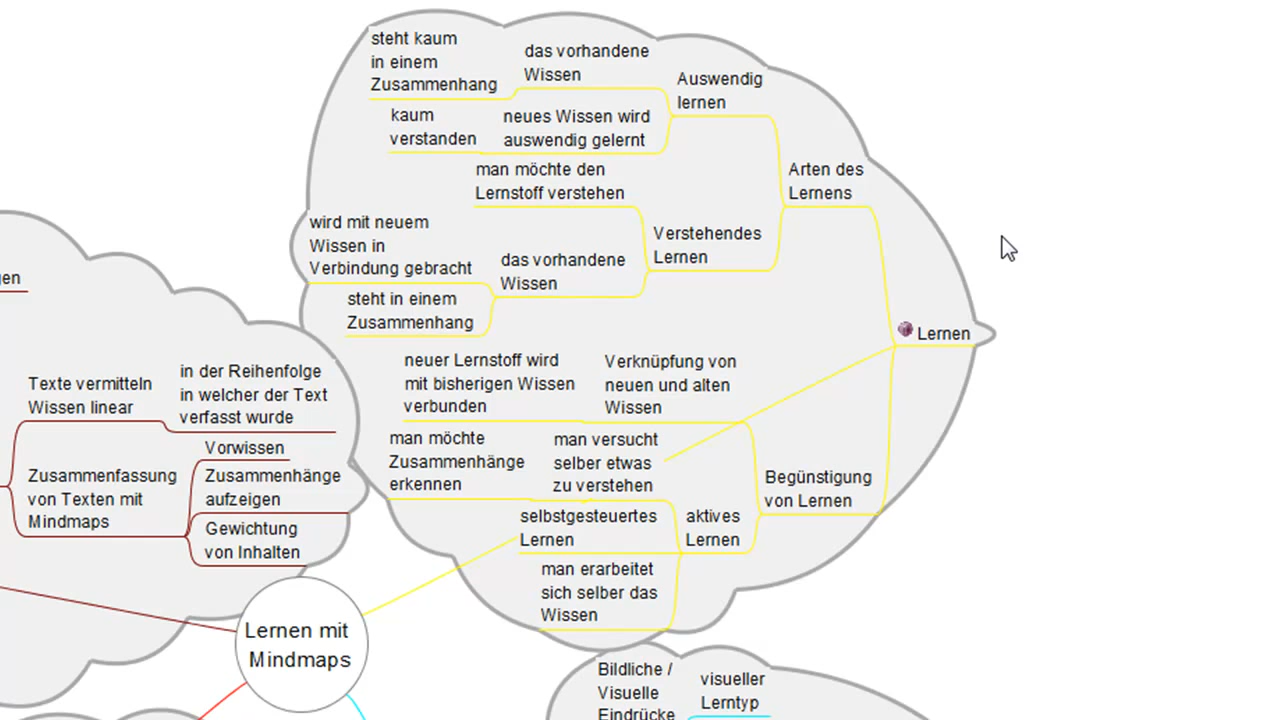 steht kaum
in einem
Zusammenhang
das vorhandene
Wissen
Auswendig
lernen
kaum
verstanden
neues Wissen wird
auswendig gelernt
man möchte den
Lernstoff verstehen
Arten des
Lernens
wird mit neuem
Wissen in
Verbindung gebracht
das vorhandene
Wissen
Verstehendes
Lernen
steht in einem
Zusammenhang
Lernen
neuer Lernstoff wird
mit bisherigen Wissen
verbunden
Verknüpfung von
neuen und alten
Wissen
man möchte
Zusammenhänge
erkennen
man versucht
selber etwas
zu verstehen
Begünstigung
von Lernen
selbstgesteuertes
Lernen
aktives
Lernen
man erarbeitet
sich selber das
Wissen
Texte vermitteln
Wissen linear
in der Reihenfolge
in welcher der Text
verfasst wurde
Zusammenfassung
von Texten mit
Mindmaps
Vorwissen
Zusammenhänge
aufzeigen
Gewichtung
von Inhalten
Lernen mit
Mindmaps
Bildliche /
Visuelle
Eindrücke
visueller
Lerntyp